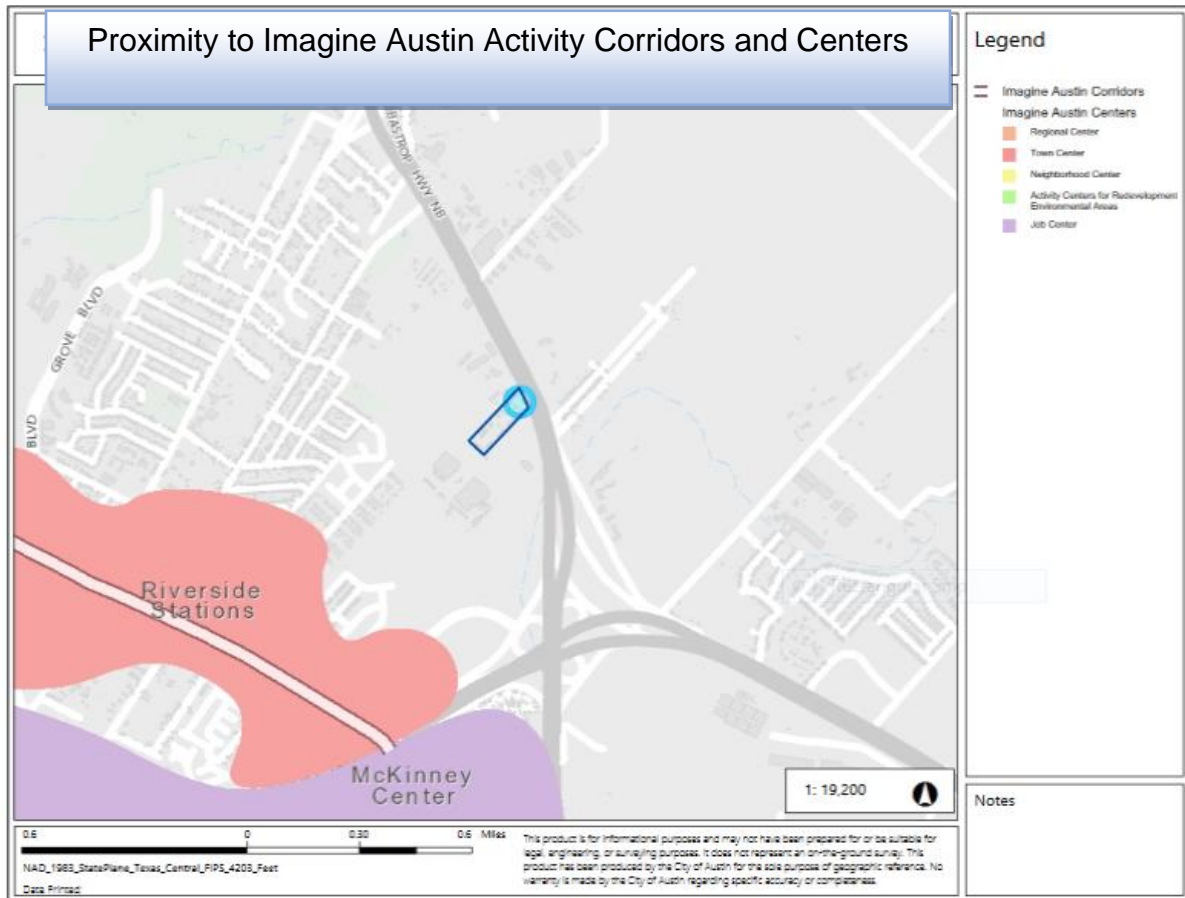 Proximity to Imagine Austin Activity Corridors and Centers
Legend
Imagine Austin Corridors
Imagine Austin Centers
Regional Center
Town Center
Neighborhood Center
Activity Centers for Redevelopment
Environmental Areas
Job Center
BASTROP HWY NB
GROVE BLVD
BLVD
Riverside
Stations
McKinney
Center
1: 19,200
Notes
0.6 0 0.30 0.6 Miles
NAD_1983_StatePlane_Texas_Central_FIPS_4203_Feet
Date Printed:
This product is for informational purposes and may not have been prepared for or be suitable for
legal, engineering, or surveying purposes. It does not represent an on-the-ground survey. This
product has been produced by the City of Austin for the sole purpose of geographic reference. No
warranty is made by the City of Austin regarding specific accuracy or completeness.